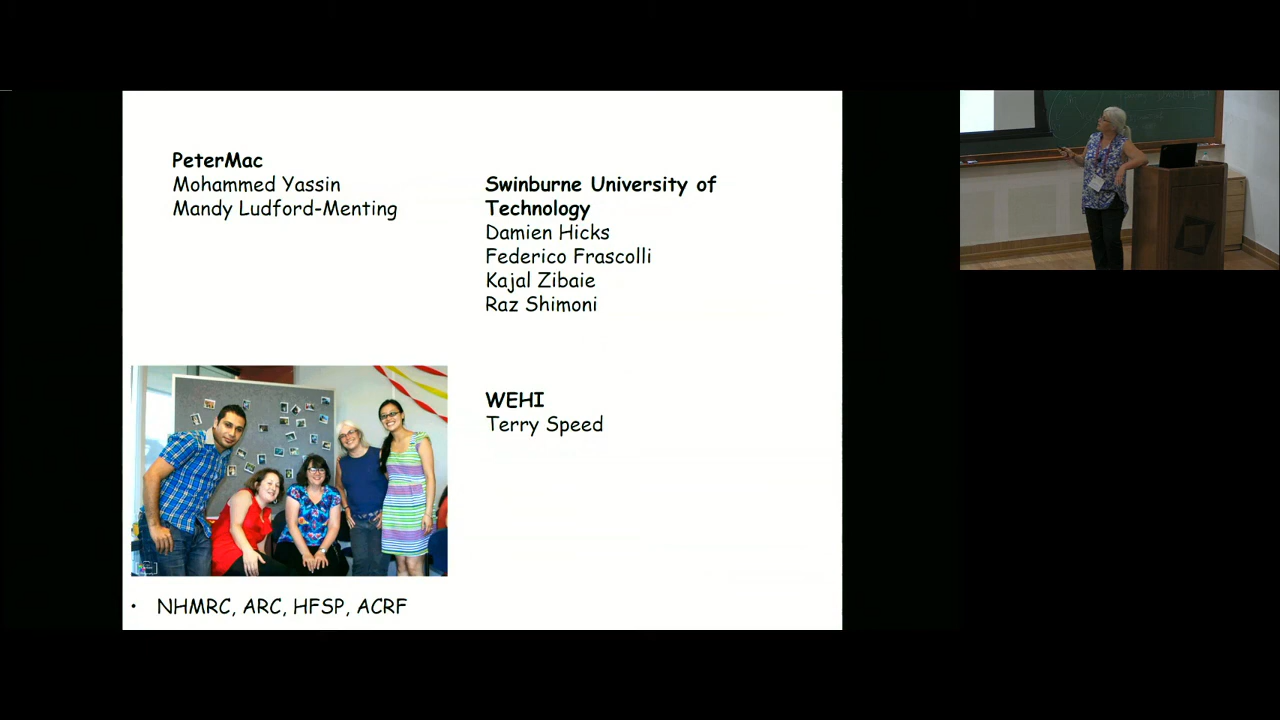 PeterMac
Mohammed Yassin
Mandy Ludford-Menting
Swinburne University of
Technology
Damien Hicks
Federico Frascolli
Kajal Zibaie
Raz Shimoni
WEHI
Terry Speed
• NHMRC, ARC, HFSP, ACRF